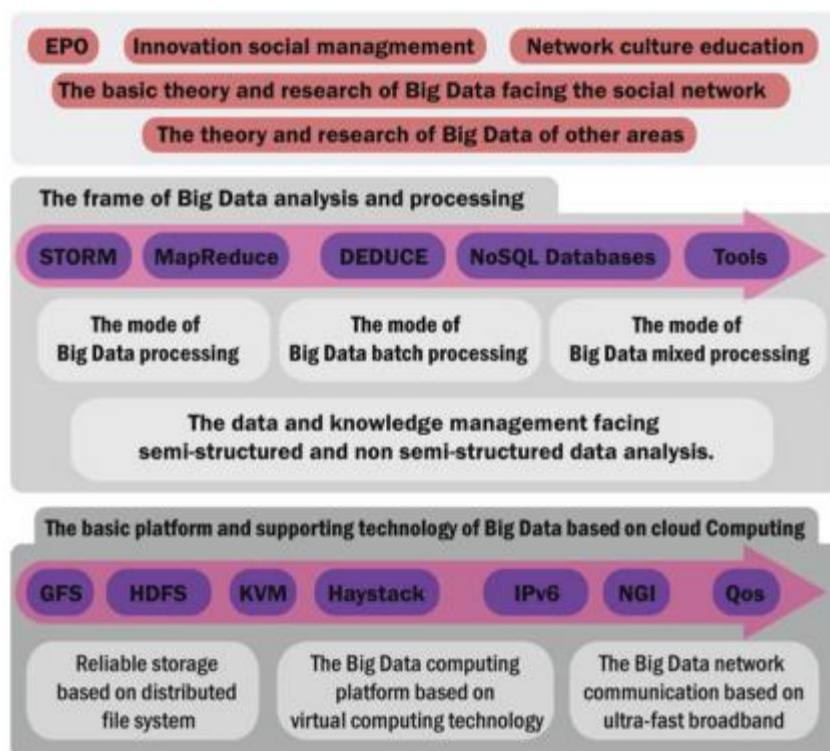 EPO Innovation social managmement Network culture education
The basic theory and research of Big Data facing the social network
The theory and research of Big Data of other areas
The frame of Big Data analysis and processing
STORM MapReduce DEDUCE NoSQL Databases Tools
The mode of
Big Data processing
The mode of
Big Data batch processing
The mode of
Big Data mixed processing
The data and knowledge management facing
semi-structured and non semi-structured data analysis.
The basic platform and supporting technology of Big Data based on cloud Computing
GFS HDFS KVM Haystack IPv6 NGI Qos
Reliable storage
based on distributed
file system
The Big Data computing
platform based on
virtual computing technology
The Big Data network
communication based on
ultra-fast broadband